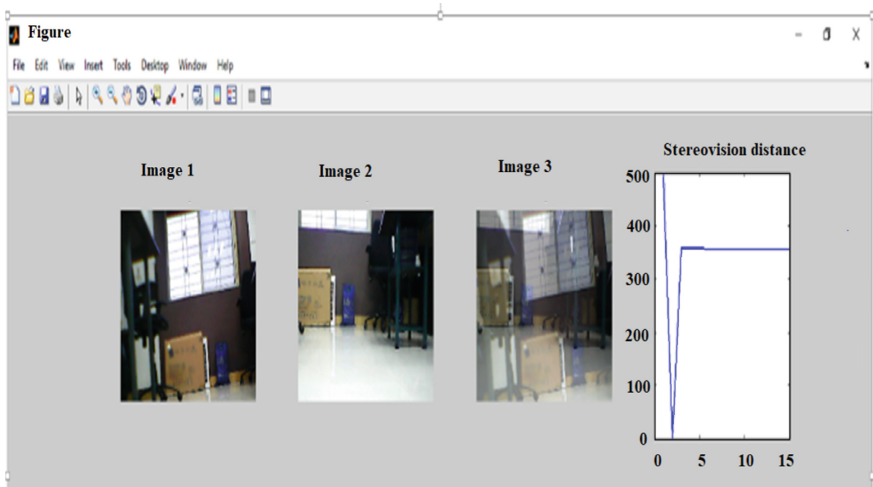 Figure
File Edit View Insert Tools Desktop Window Help
Image 1
Image 2
Image 3
Stereovision distance
500
400
300
200
100
0
0 5 10 15